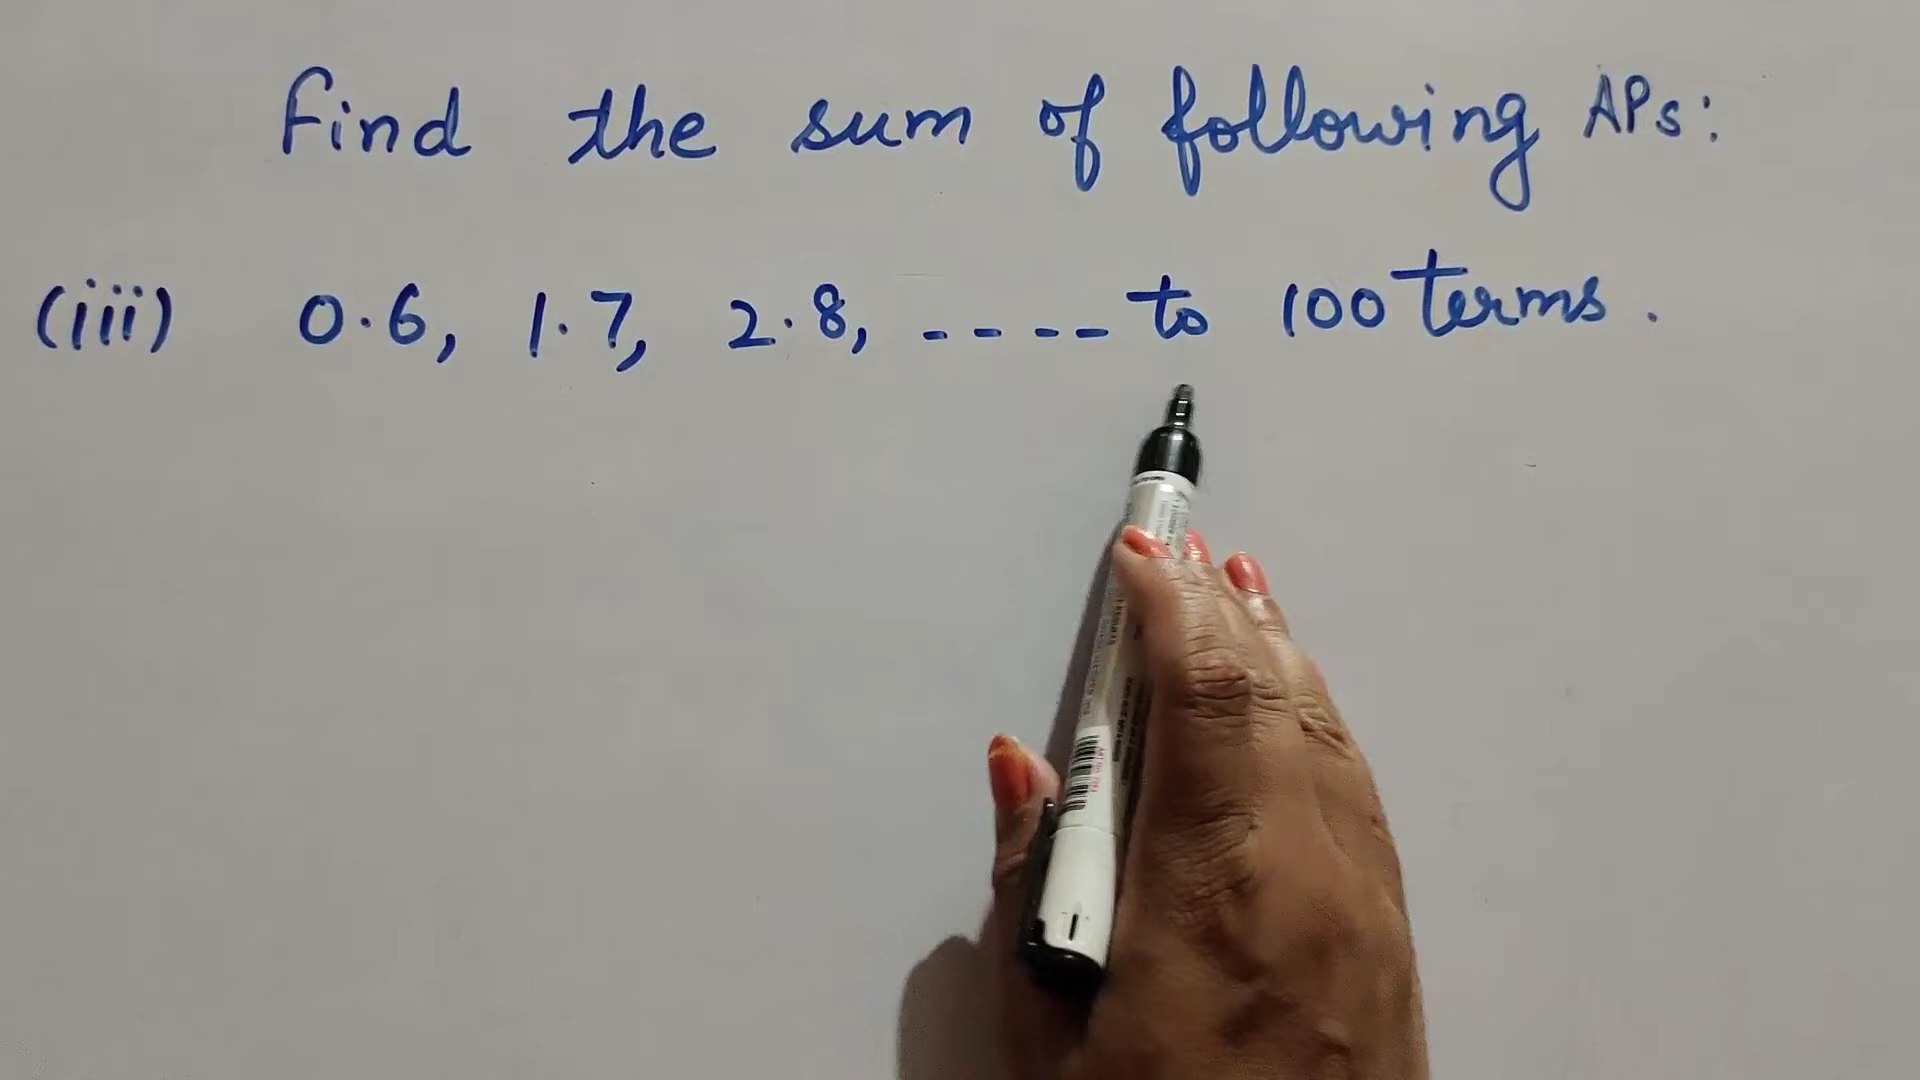 Find the sum of following APs:
(iii) 0.6, 1.7, 2.8, ---- to 100 terms.